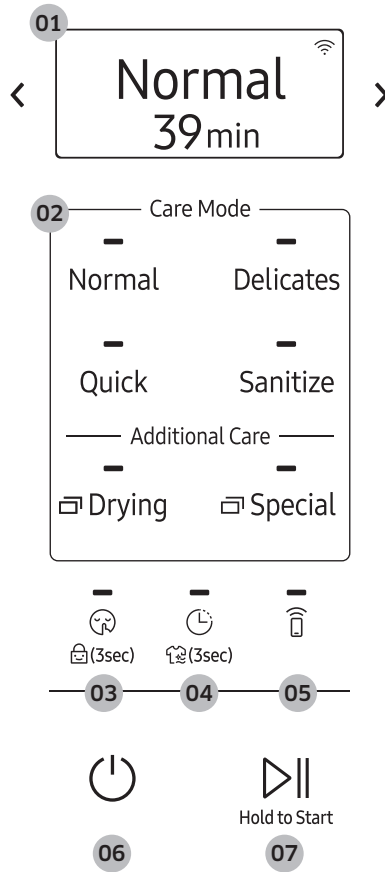 01
Normal
39min
02
Care Mode
Normal Delicates
Quick Sanitize
Additional Care
Drying Special
(3sec) (3sec)
03 04 05
Hold to Start
06 07